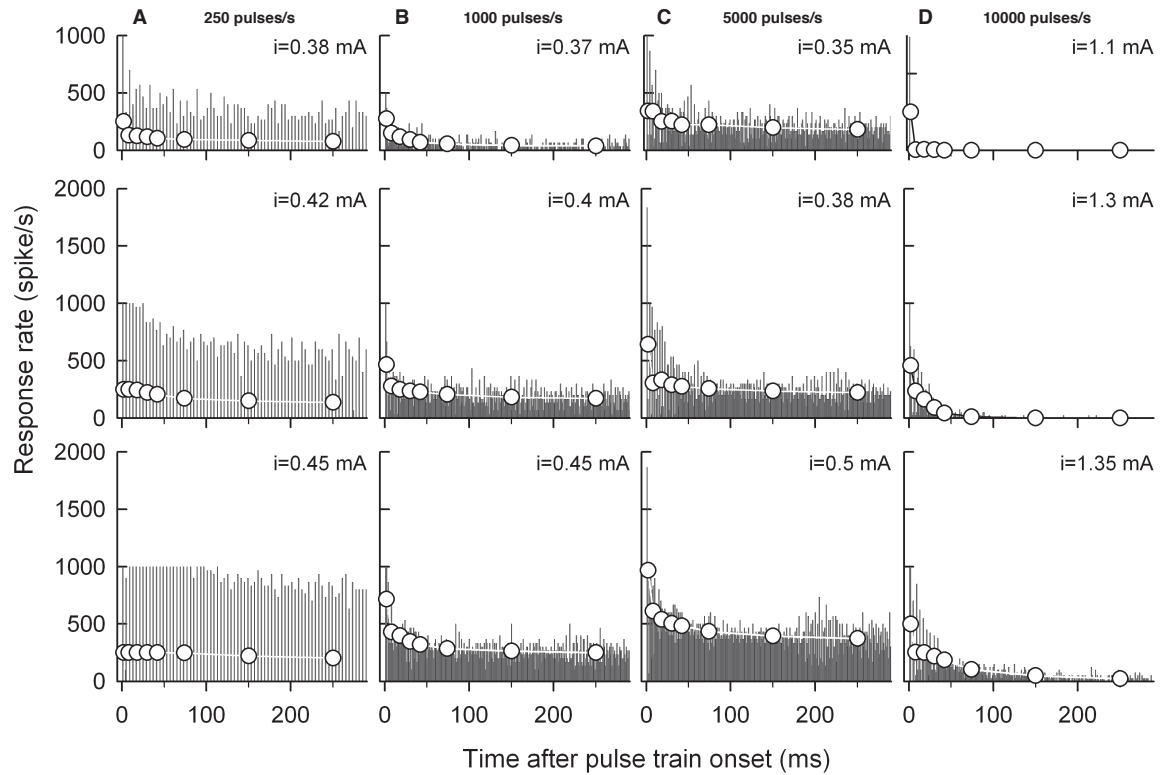 A 250 pulses/s B 1000 pulses/s C 5000 pulses/s D 10000 pulses/s
1000 i=0.38 mA i=0.37 mA i=0.35 mA i=1.1 mA
500
0
2000 i=0.42 mA i=0.4 mA i=0.38 mA i=1.3 mA
1500
1000
500
0
Response rate (spike/s)
2000 i=0.45 mA i=0.45 mA i=0.5 mA i=1.35 mA
1500
1000
500
0
0 100 200 0 100 200 0 100 200 0 100 200
Time after pulse train onset (ms)